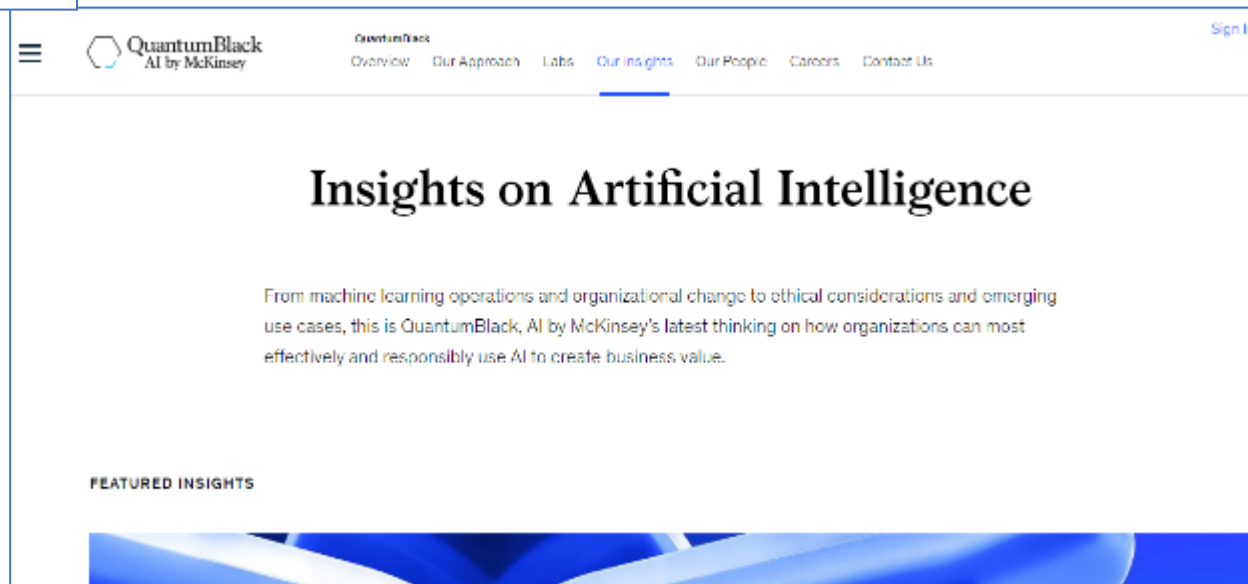 Sign I
QuantumBlack
AI by McKinsey
QuantumBlack
Overview Our Approach Labs Our Insights Our People Careers Contact Us
Insights on Artificial Intelligence
From machine learning operations and organizational change to ethical considerations and emerging
use cases, this is QuantumBlack, AI by McKinsey's latest thinking on how organizations can most
effectively and responsibly use AI to create business value.
FEATURED INSIGHTS